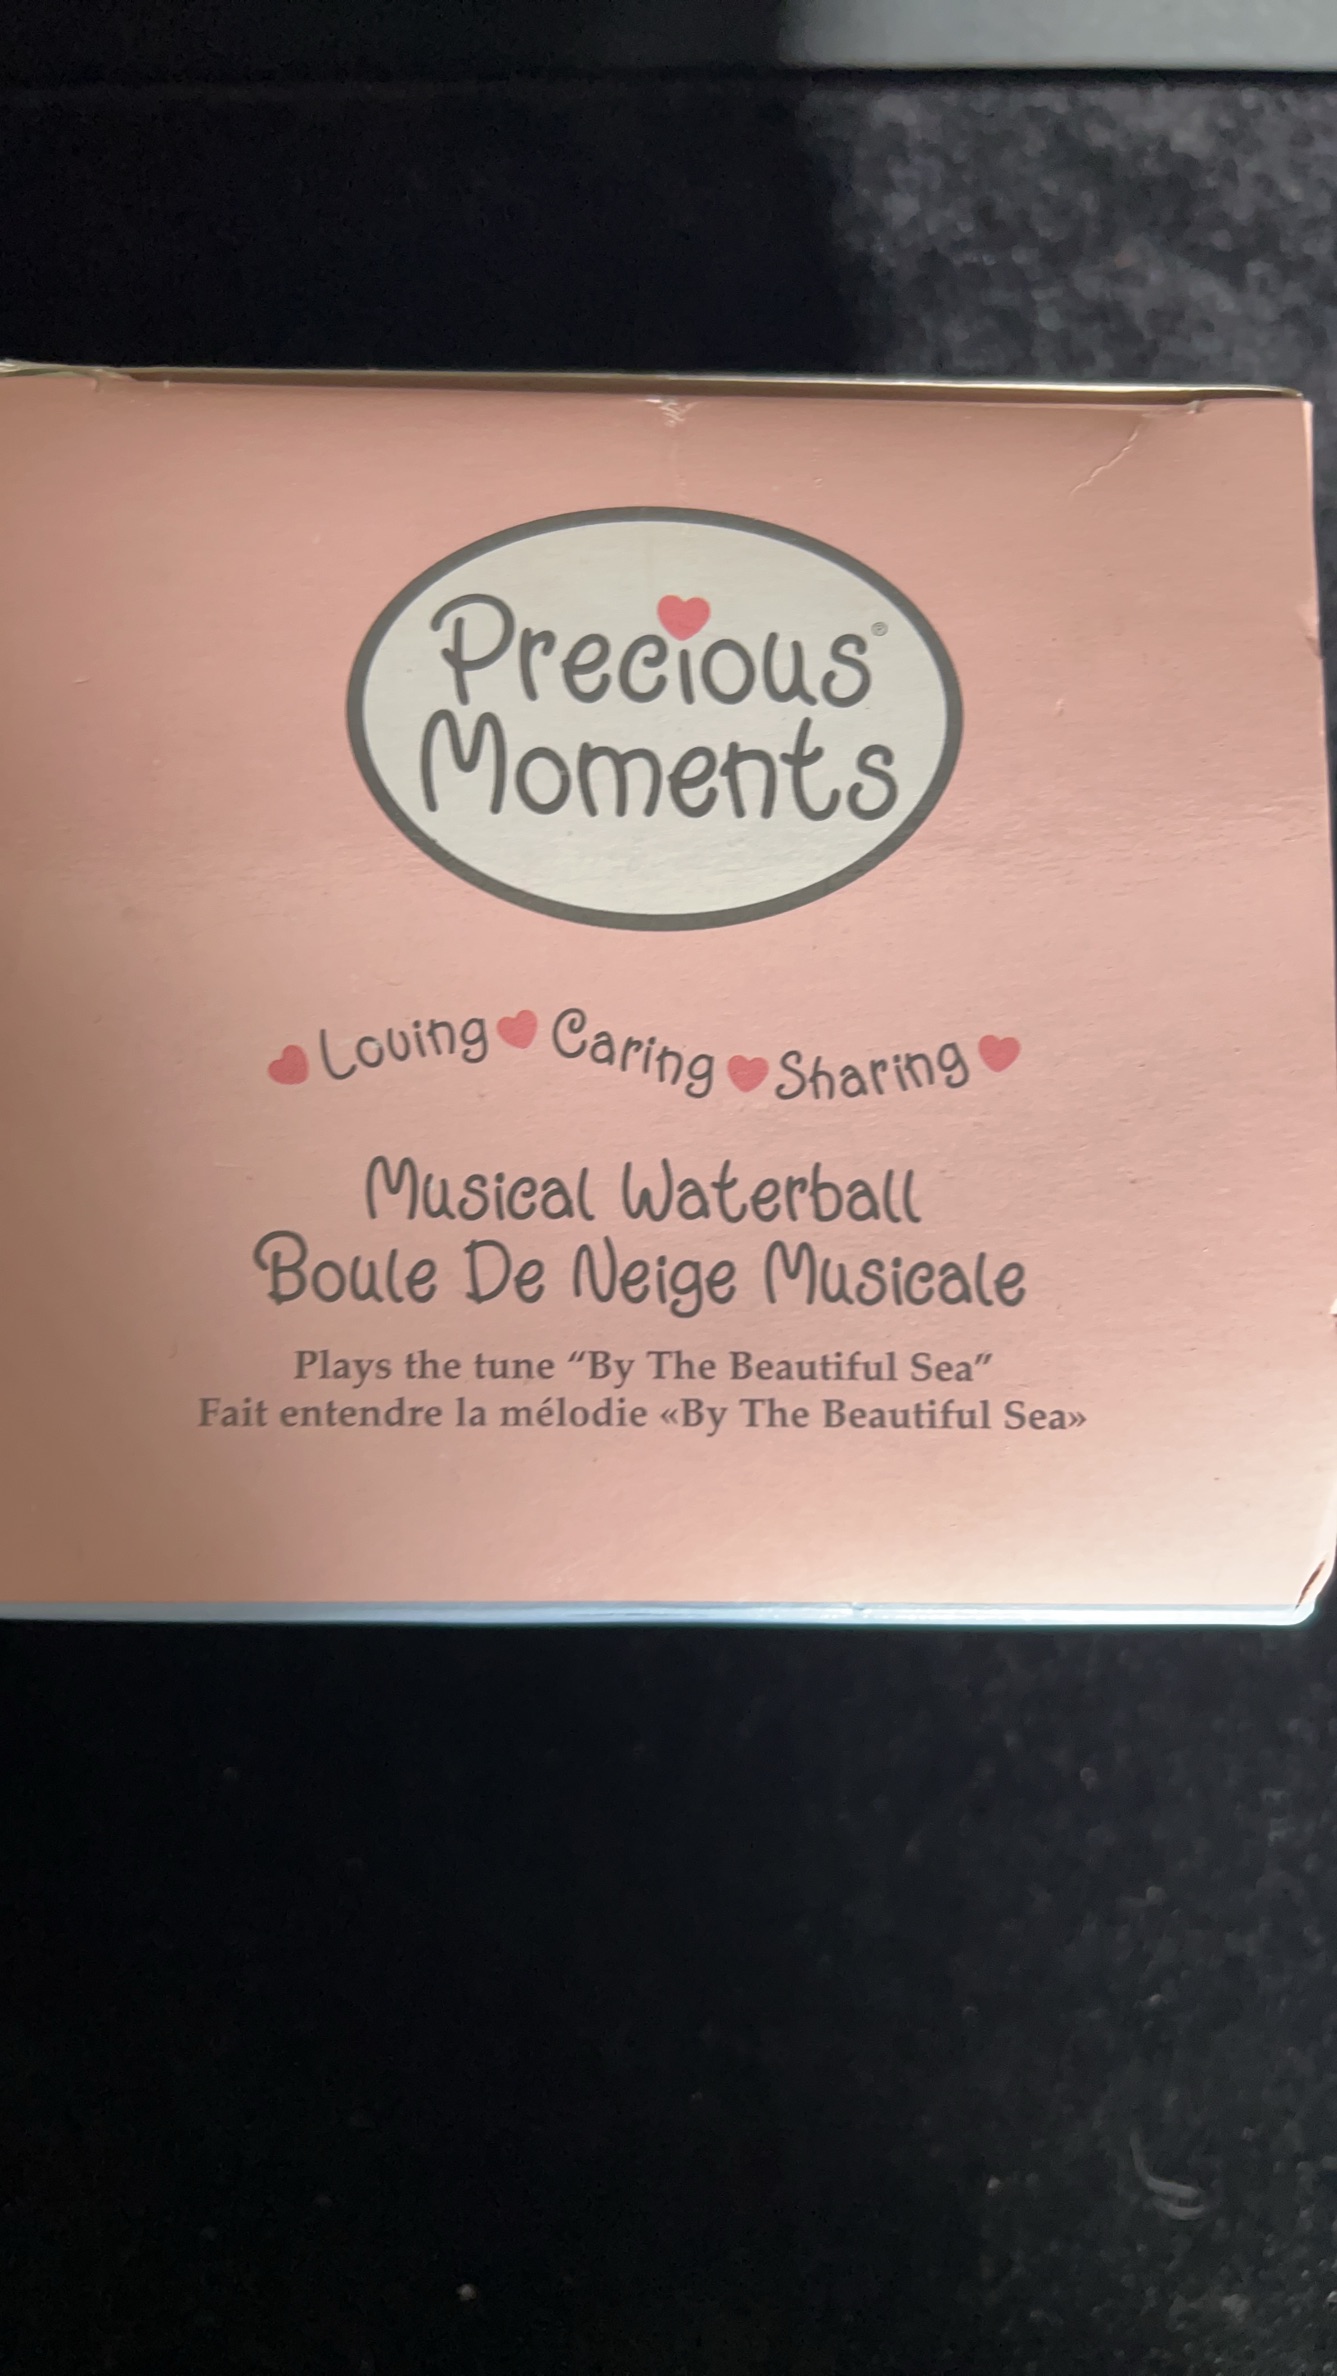 Precious®
Moments
Loving Caring Sharing
Musical Waterball
Boule De Neige Musicale
Plays the tune “By The Beautiful Sea”
Fait entendre la mélodie «By The Beautiful Sea»